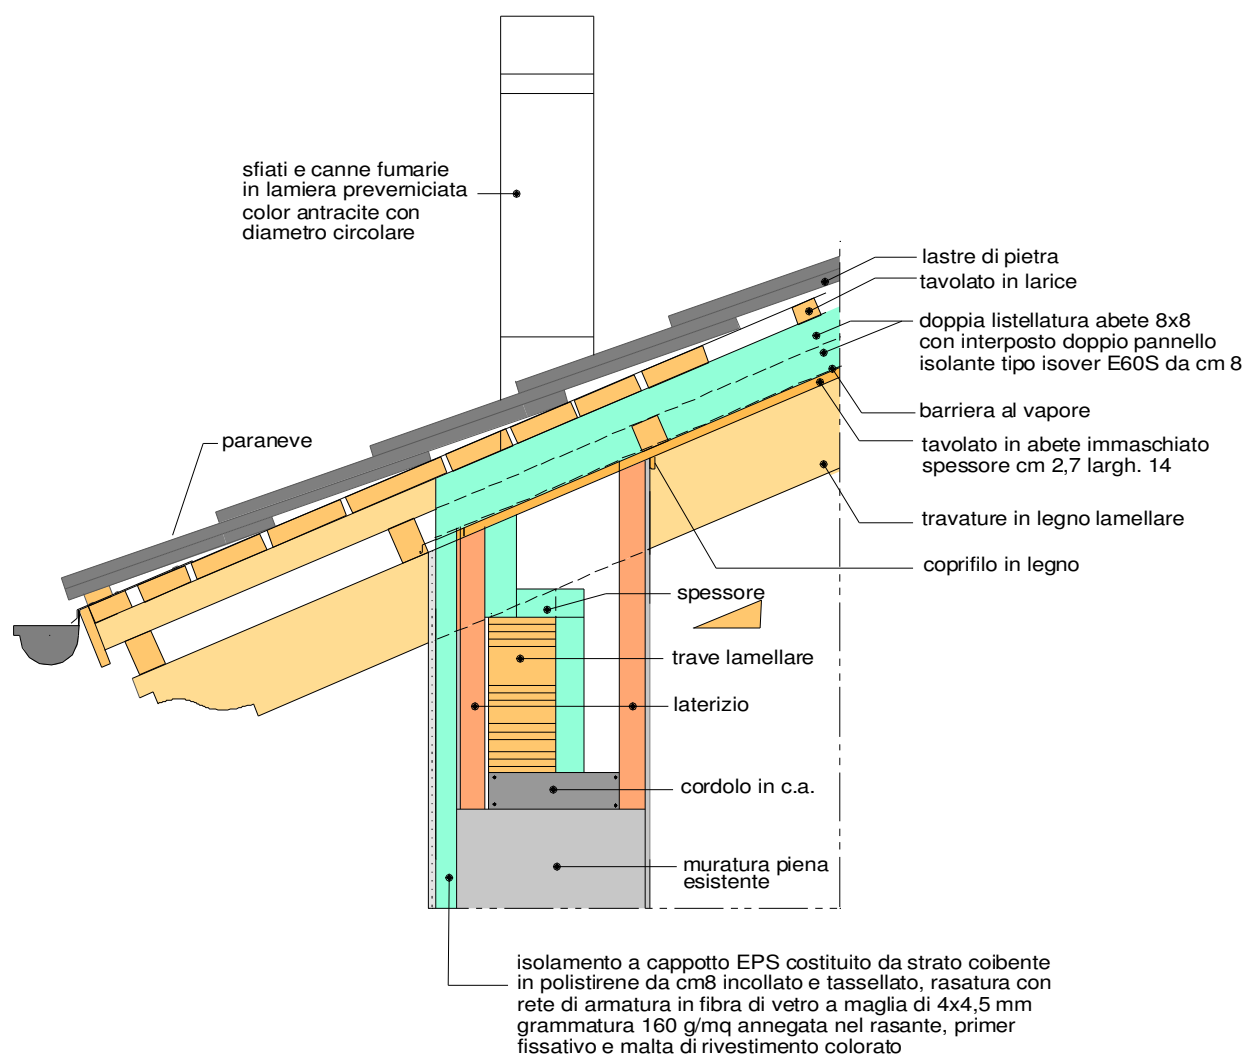 sfiati e canne fumarie
in lamiera preverniciata
color antracite con
diametro circolare
lastre di pietra
tavolato in larice
doppia listellatura abete 8x8
con interposto doppio pannello
isolante tipo isover E60S da cm 8
barriera al vapore
paraneve
tavolato in abete immaschiato
spessore cm 2,7 largh. 14
travature in legno lamellare
coprifilo in legno
spessore
trave lamellare
laterizio
cordolo in c.a.
muratura piena
esistente
isolamento a cappotto EPS costituito da strato coibente
in polistirene da cm8 incollato e tassellato, rasatura con
rete di armatura in fibra di vetro a maglia di 4x4,5 mm
grammatura 160 g/mq annegata nel rasante, primer
fissativo e malta di rivestimento colorato